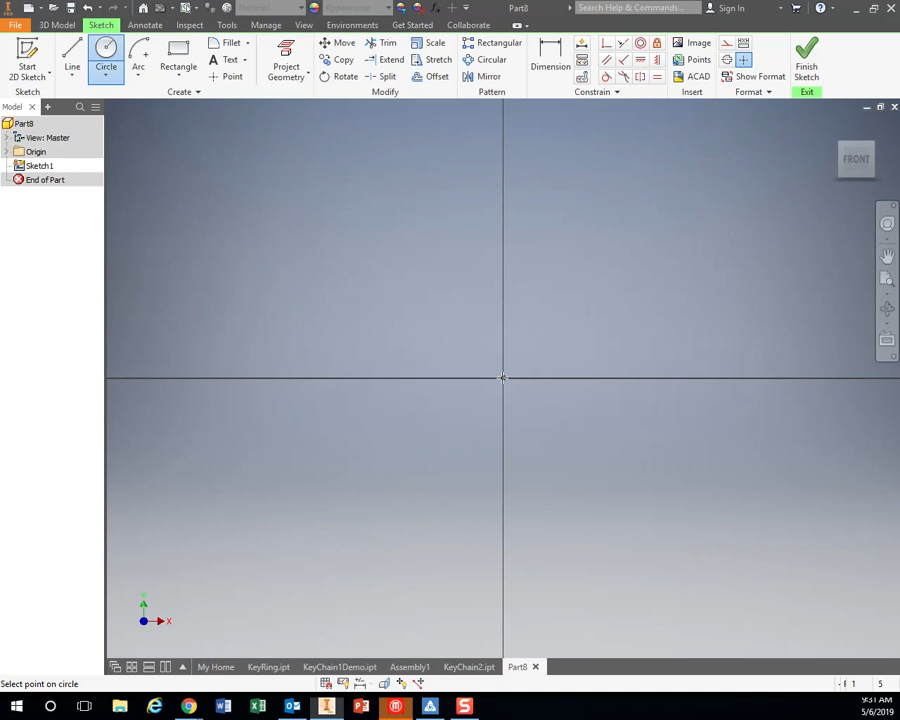 Material
Appearance
Part8
Search Help & Commands...
Sign In
File
3D Model
Sketch
Annotate
Inspect
Tools
Manage
View
Environments
Get Started
Collaborate
Start
2D Sketch
Line
Circle
Arc
Rectangle
Fillet
Text
Point
Project
Geometry
Move
Copy
Rotate
Trim
Extend
Split
Scale
Stretch
Offset
Rectangular
Circular
Mirror
Dimension
Image
Points
ACAD
Show Format
Finish
Sketch
Sketch
Create
Modify
Pattern
Constrain
Insert
Format
Exit
Model
Part8
View: Master
Origin
Sketch1
End of Part
FRONT
X
My Home
KeyRing.ipt
KeyChain1Demo.ipt
Assembly1
KeyChain2.ipt
Part8
Select point on circle
1
5
9:31 AM
5/6/2019